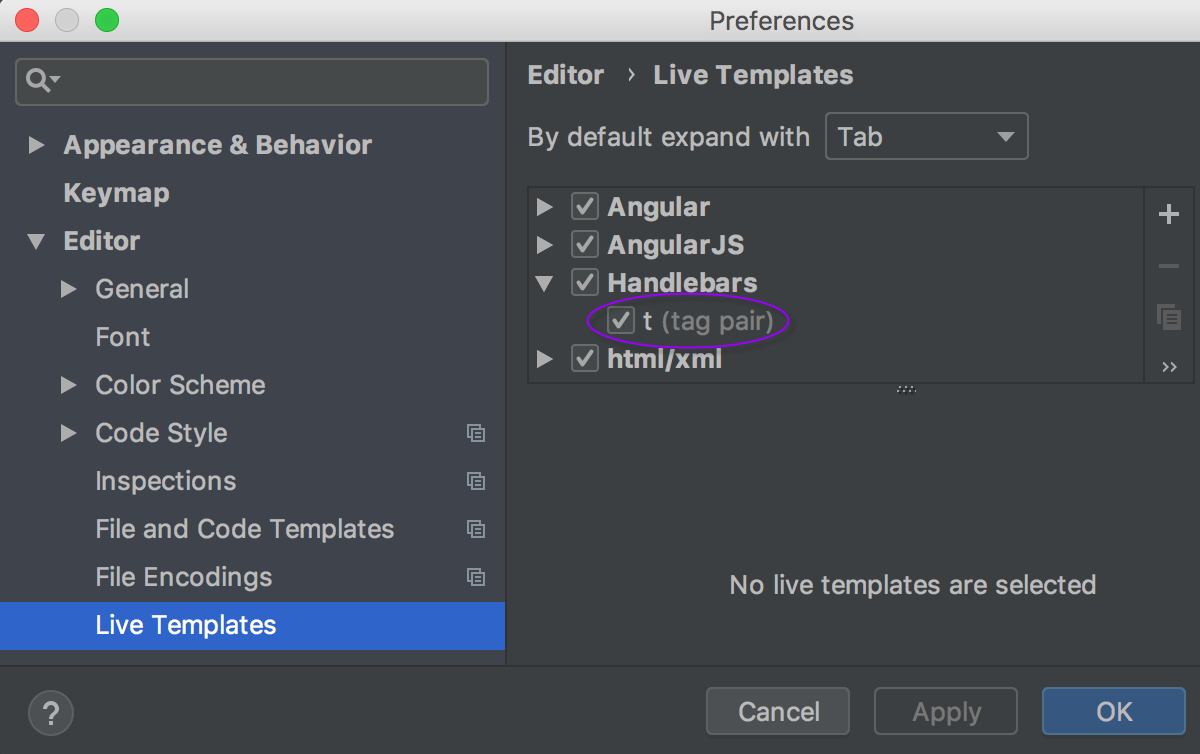 Preferences
Appearance & Behavior
Keymap
Editor
General
Font
Color Scheme
Code Style
Inspections
File and Code Templates
File Encodings
Live Templates
Editor › Live Templates
By default expand with Tab
Angular
AngularJS
Handlebars
t (tag pair)
html/xml
No live templates are selected
?
Cancel Apply OK